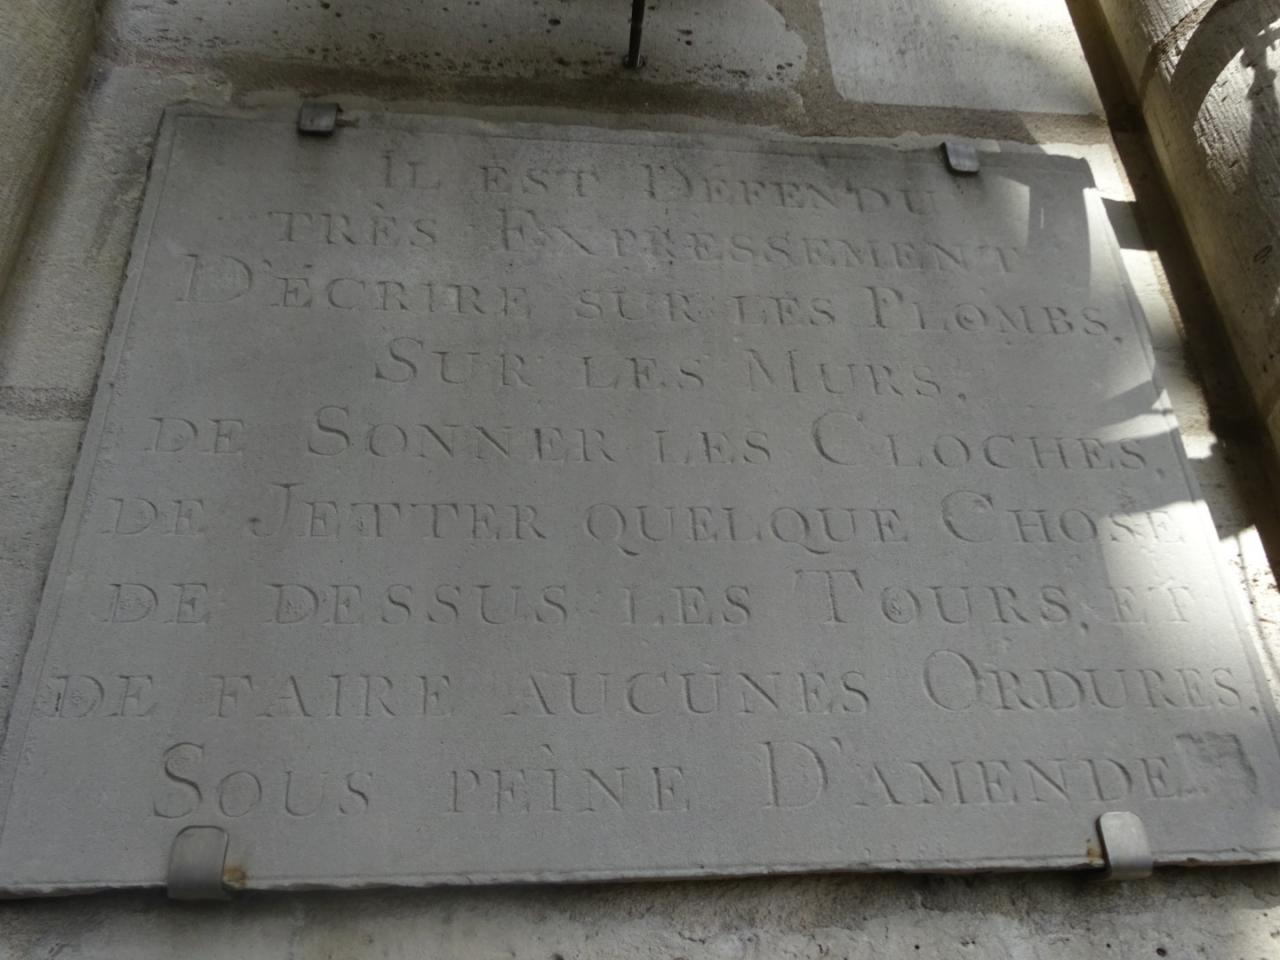 IL EST DÉFENDU
TRÈS EXPRESSEMENT
D'ÉCRIRE SUR LES PLOMBS,
SUR LES MURS,
DE SONNER LES CLOCHES,
DE JETTER QUELQUE CHOSE
DE DESSUS LES TOURS, ET
DE FAIRE AUCUNES ORDURES,
SOUS PEINE D'AMENDE.